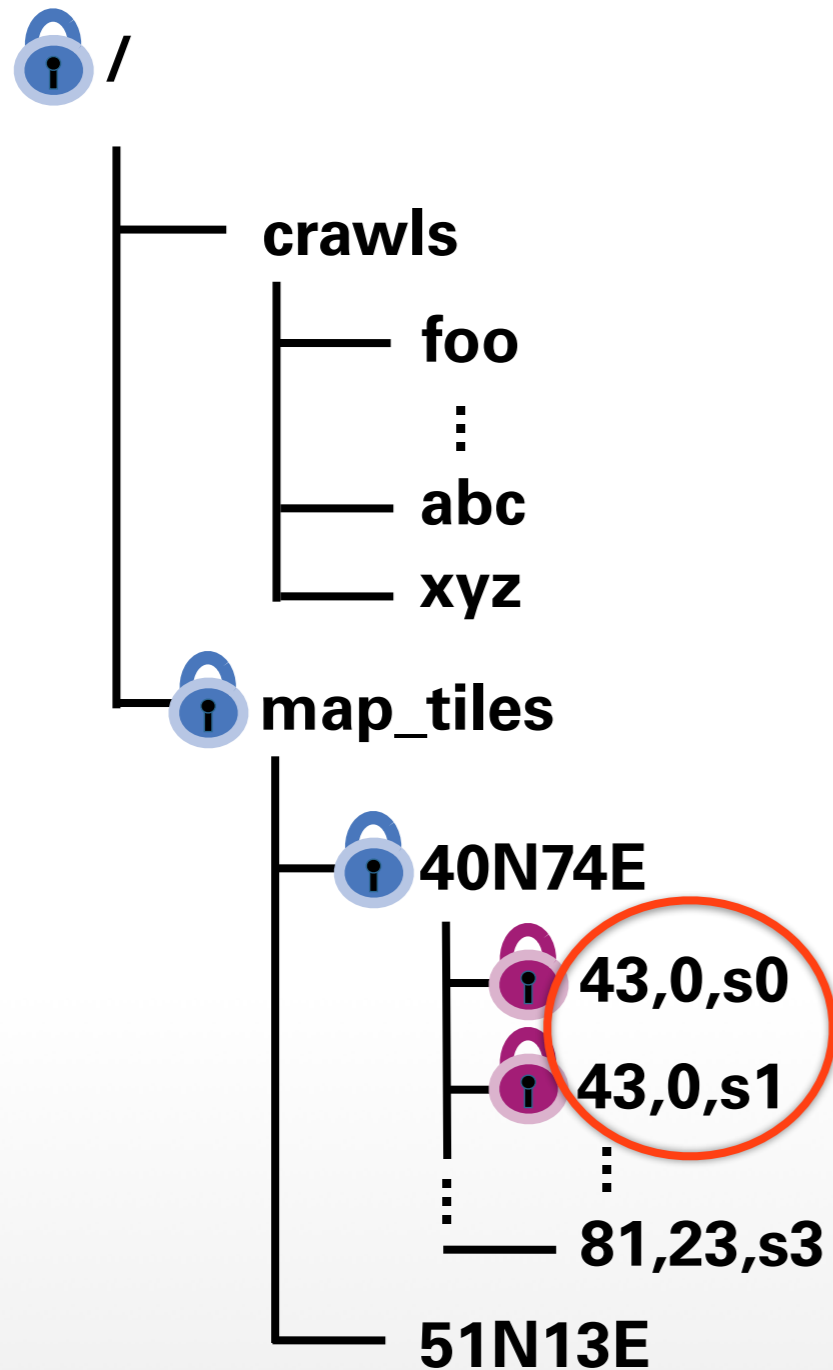 /
crawls
foo
abc
xyz
map_tiles
40N74E
43,0,s0
43,0,s1
81,23,s3
51N13E